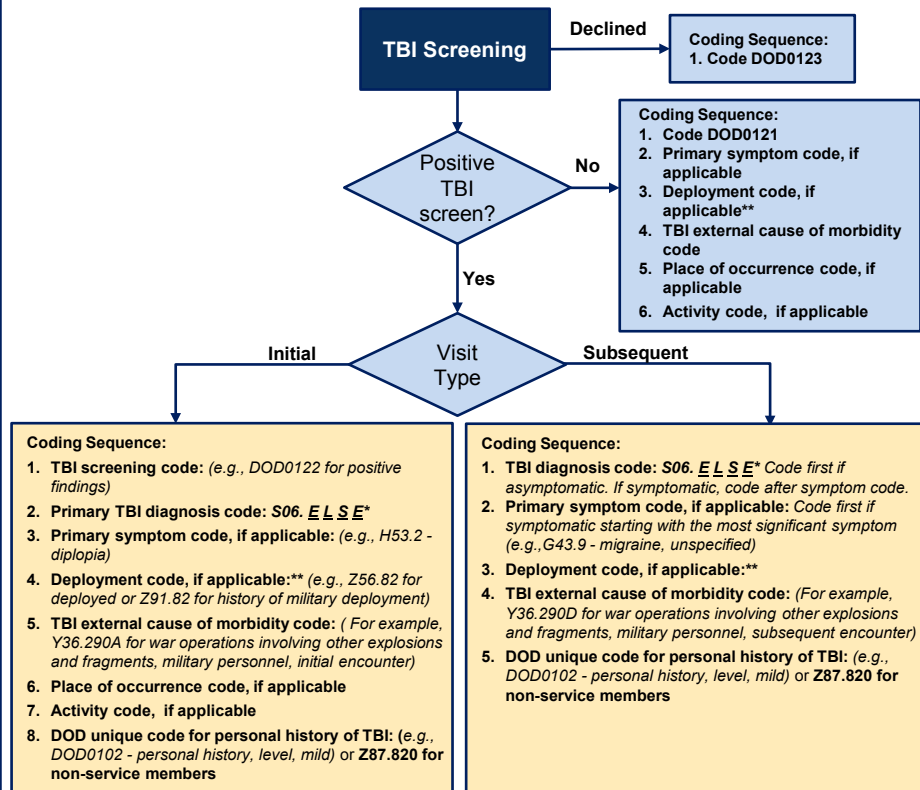 TBI Screening
Declined
Coding Sequence:
1. Code DOD0123
Positive
TBI
screen?
No
Coding Sequence:
1. Code DOD0121
2. Primary symptom code, if
applicable
3. Deployment code, if
applicable**
4. TBI external cause of morbidity
code
5. Place of occurrence code, if
applicable
6. Activity code, if applicable
Yes
Initial
Visit
Type
Subsequent
Coding Sequence:
1. TBI screening code: (e.g., DOD0122 for positive
findings)
2. Primary TBI diagnosis code: S06. E L S E*
3. Primary symptom code, if applicable: (e.g., H53.2 -
diplopia)
4. Deployment code, if applicable:** (e.g., Z56.82 for
deployed or Z91.82 for history of military deployment)
5. TBI external cause of morbidity code: ( For example,
Y36.290A for war operations involving other explosions
and fragments, military personnel, initial encounter)
6. Place of occurrence code, if applicable
7. Activity code, if applicable
8. DOD unique code for personal history of TBI: (e.g.,
DOD0102 - personal history, level, mild) or Z87.820 for
non-service members
Coding Sequence:
1. TBI diagnosis code: S06. E L S E* Code first if
asymptomatic. If symptomatic, code after symptom code.
2. Primary symptom code, if applicable: Code first if
symptomatic starting with the most significant symptom
(e.g.,G43.9 - migraine, unspecified)
3. Deployment code, if applicable:**
4. TBI external cause of morbidity code: (For example,
Y36.290D for war operations involving other explosions
and fragments, military personnel, subsequent encounter)
5. DOD unique code for personal history of TBI: (e.g.,
DOD0102 - personal history, level, mild) or Z87.820 for
non-service members